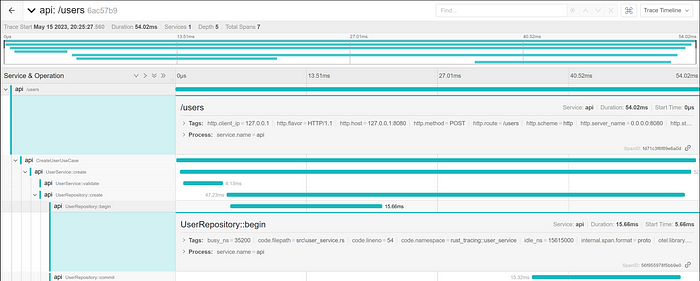 api: /users 6ac57b9
Find...
Trace Timeline
Trace Start May 15 2023, 20:25:27.560 Duration 54.02ms Services 1 Depth 5 Total Spans 7
0μs 13.51ms 27.01ms 40.52ms 54.02ms
Service & Operation 0μs 13.51ms 27.01ms 40.52ms 54.02ms
api /users
/users Service: api Duration: 54.02ms Start Time: 0μs
Tags: http.client_ip = 127.0.0.1 http.flavor = HTTP/1.1 http.host = 127.0.0.1:8080 http.method = POST http.route = /users http.scheme = http http.server_name = 0.0.0.0:8080 http.st...
Process: service.name = api
SpanID:
api CreateUserUseCase
api UserService::create
api UserService::validate 4.13ms
api UserRepository::create 47.23ms
api UserRepository::begin 15.66ms
UserRepository::begin Service: api Duration: 15.66ms Start Time: 5.66ms
Tags: busy_ns = 35200 code.filepath = src\user_service.rs code.lineno = 54 code.namespace = rust_tracing::user_service idle_ns = 15615000 internal.span.format = proto otel.library....
Process: service.name = api
SpanID:
api UserRepository::commit 15.32ms